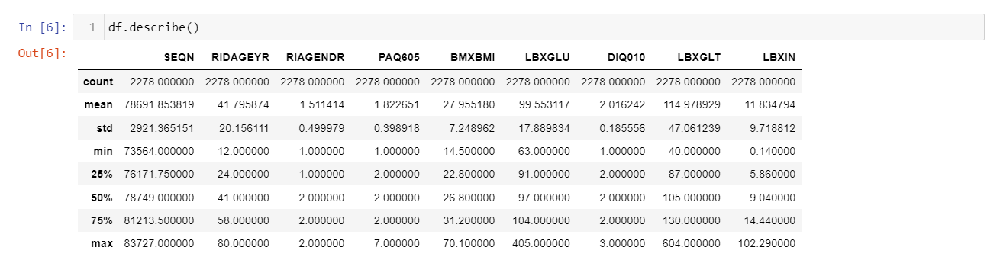 In [6]: 1 df.describe()
Out[6]:
SEQN RIDAGEYR RIAGENDR PAQ605 BMXBMI LBXGLU DIQ010 LBXGLT LBXIN
count 2278.000000 2278.000000 2278.000000 2278.000000 2278.000000 2278.000000 2278.000000 2278.000000 2278.000000
mean 78691.853819 41.795874 1.511414 1.822651 27.955180 99.553117 2.016242 114.978929 11.834794
std 2921.365151 20.156111 0.499979 0.398918 7.248962 17.889834 0.185556 47.061239 9.718812
min 73564.000000 12.000000 1.000000 1.000000 14.500000 63.000000 1.000000 40.000000 0.140000
25% 76171.750000 24.000000 1.000000 2.000000 22.800000 91.000000 2.000000 87.000000 5.860000
50% 78749.000000 41.000000 2.000000 2.000000 26.800000 97.000000 2.000000 105.000000 9.040000
75% 81213.500000 58.000000 2.000000 2.000000 31.200000 104.000000 2.000000 130.000000 14.440000
max 83727.000000 80.000000 2.000000 7.000000 70.100000 405.000000 3.000000 604.000000 102.290000